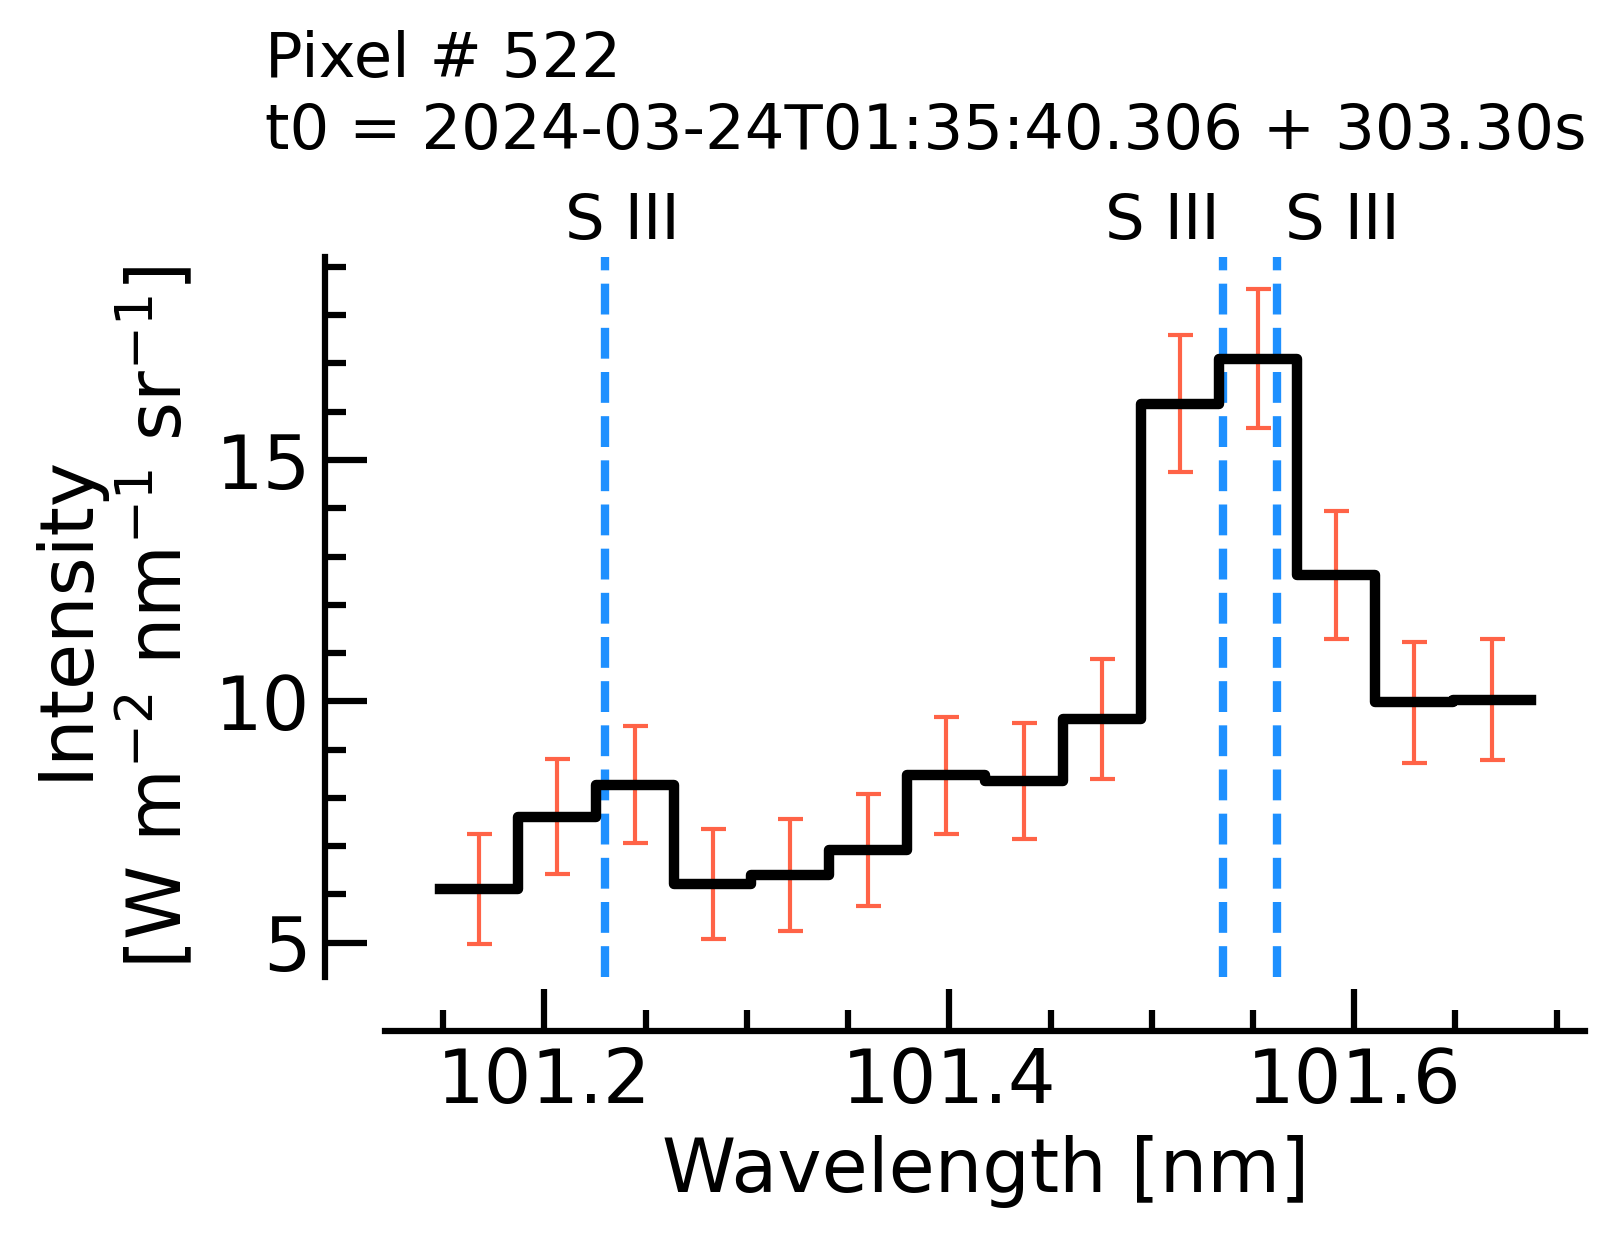 Pixel # 522
t0 = 2024-03-24T01:35:40.306 + 303.30s
S III S III S III
Intensity
[W m⁻² nm⁻¹ sr⁻¹]
15
10
5
101.2 101.4 101.6
Wavelength [nm]